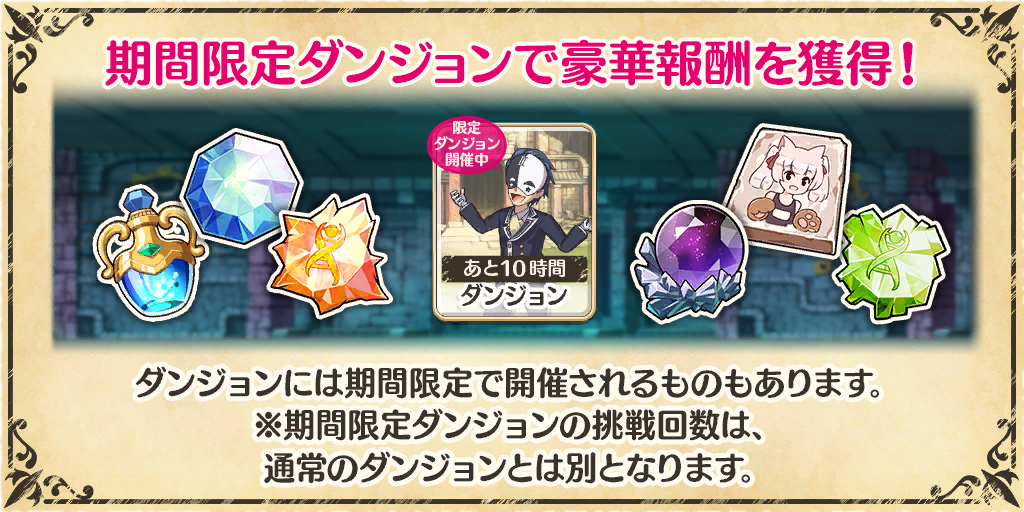 期間限定ダンジョンで豪華報酬を獲得！
限定
ダンジョン
開催中
あと10時間
ダンジョン
ダンジョンには期間限定で開催されるものもあります。
※期間限定ダンジョンの挑戦回数は、
通常のダンジョンとは別となります。